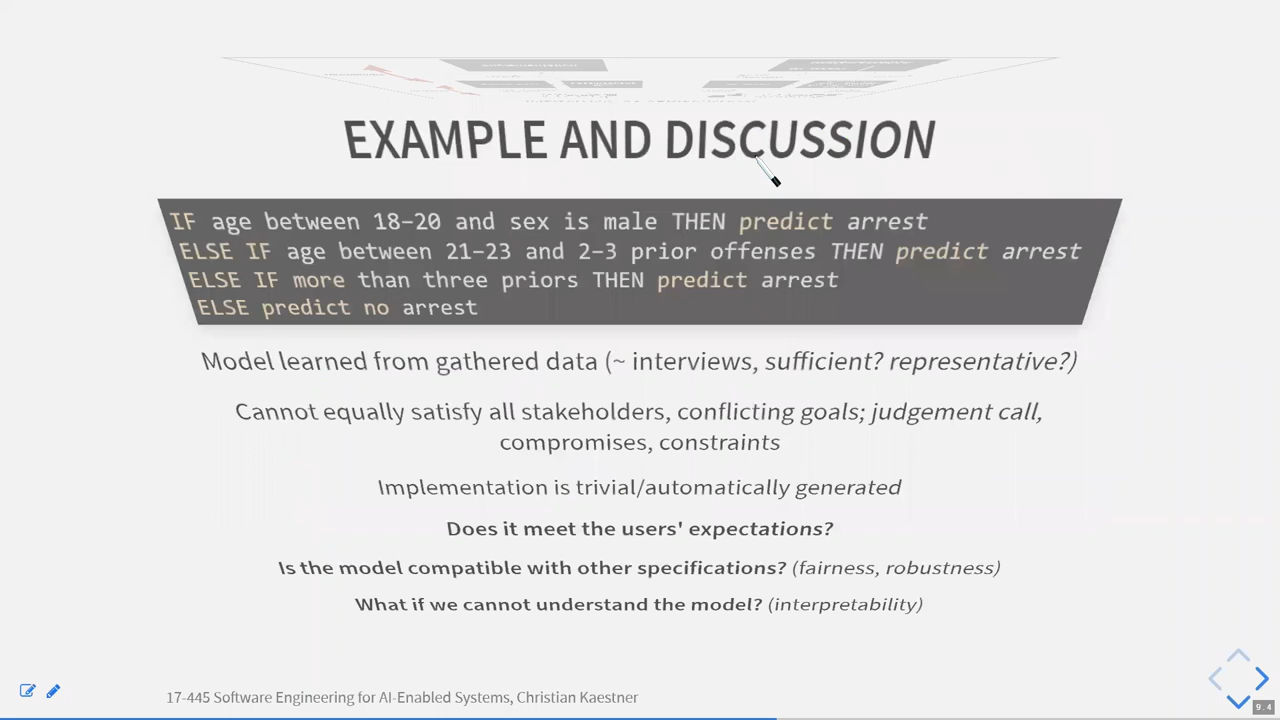 EXAMPLE AND DISCUSSION
IF age between 18–20 and sex is male THEN predict arrest
ELSE IF age between 21–23 and 2–3 prior offenses THEN predict arrest
ELSE IF more than three priors THEN predict arrest
ELSE predict no arrest
Model learned from gathered data (~ interviews, sufficient? representative?)
Cannot equally satisfy all stakeholders, conflicting goals; judgement call,
compromises, constraints
Implementation is trivial/automatically generated
Does it meet the users' expectations?
Is the model compatible with other specifications? (fairness, robustness)
What if we cannot understand the model? (interpretability)
17-445 Software Engineering for AI-Enabled Systems, Christian Kaestner
9.4